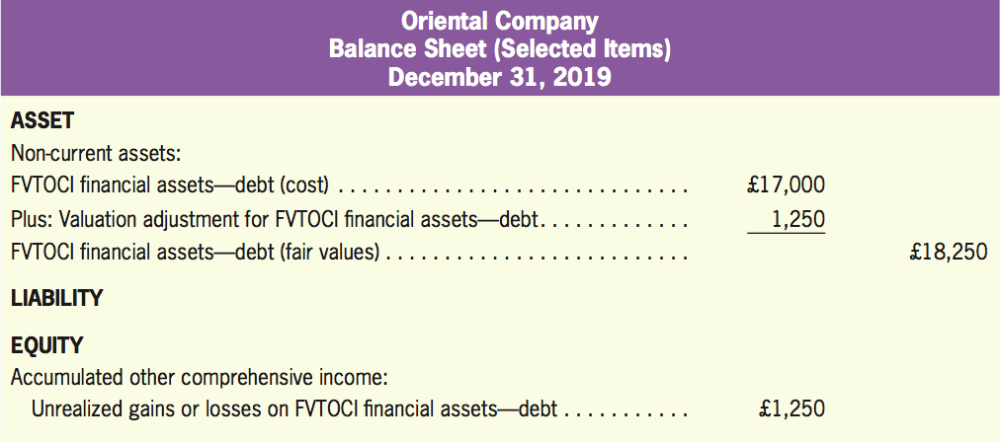 Oriental Company
Balance Sheet (Selected Items)
December 31, 2019
ASSET
Non-current assets:
FVTOCI financial assets—debt (cost) . . . . . . . . . . . . . . . . . . . . . . . . . . . . . . . £17,000
Plus: Valuation adjustment for FVTOCI financial assets—debt. . . . . . . . . . . . . 1,250
FVTOCI financial assets—debt (fair values) . . . . . . . . . . . . . . . . . . . . . . . . . . £18,250
LIABILITY
EQUITY
Accumulated other comprehensive income:
Unrealized gains or losses on FVTOCI financial assets—debt . . . . . . . . . . . £1,250